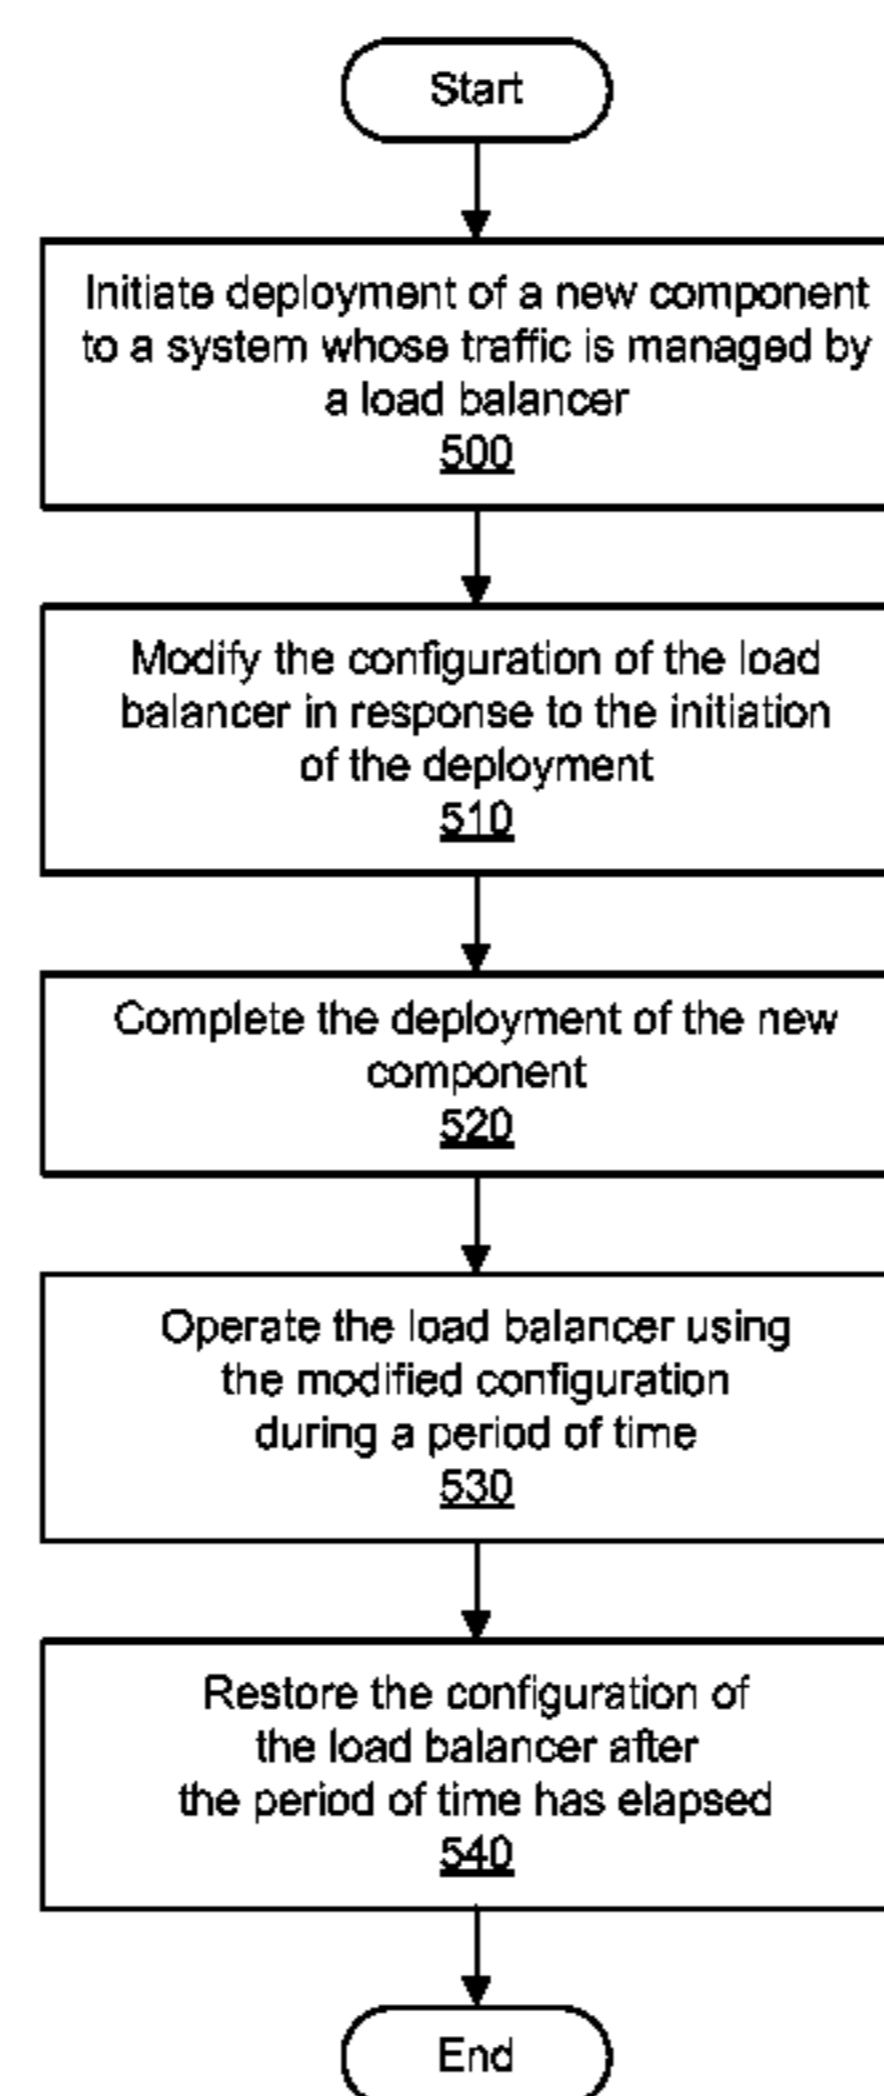 Start
Initiate deployment of a new component
to a system whose traffic is managed by
a load balancer
500
Modify the configuration of the load
balancer in response to the initiation
of the deployment
510
Complete the deployment of the new
component
520
Operate the load balancer using
the modified configuration
during a period of time
530
Restore the configuration of
the load balancer after
the period of time has elapsed
540
End